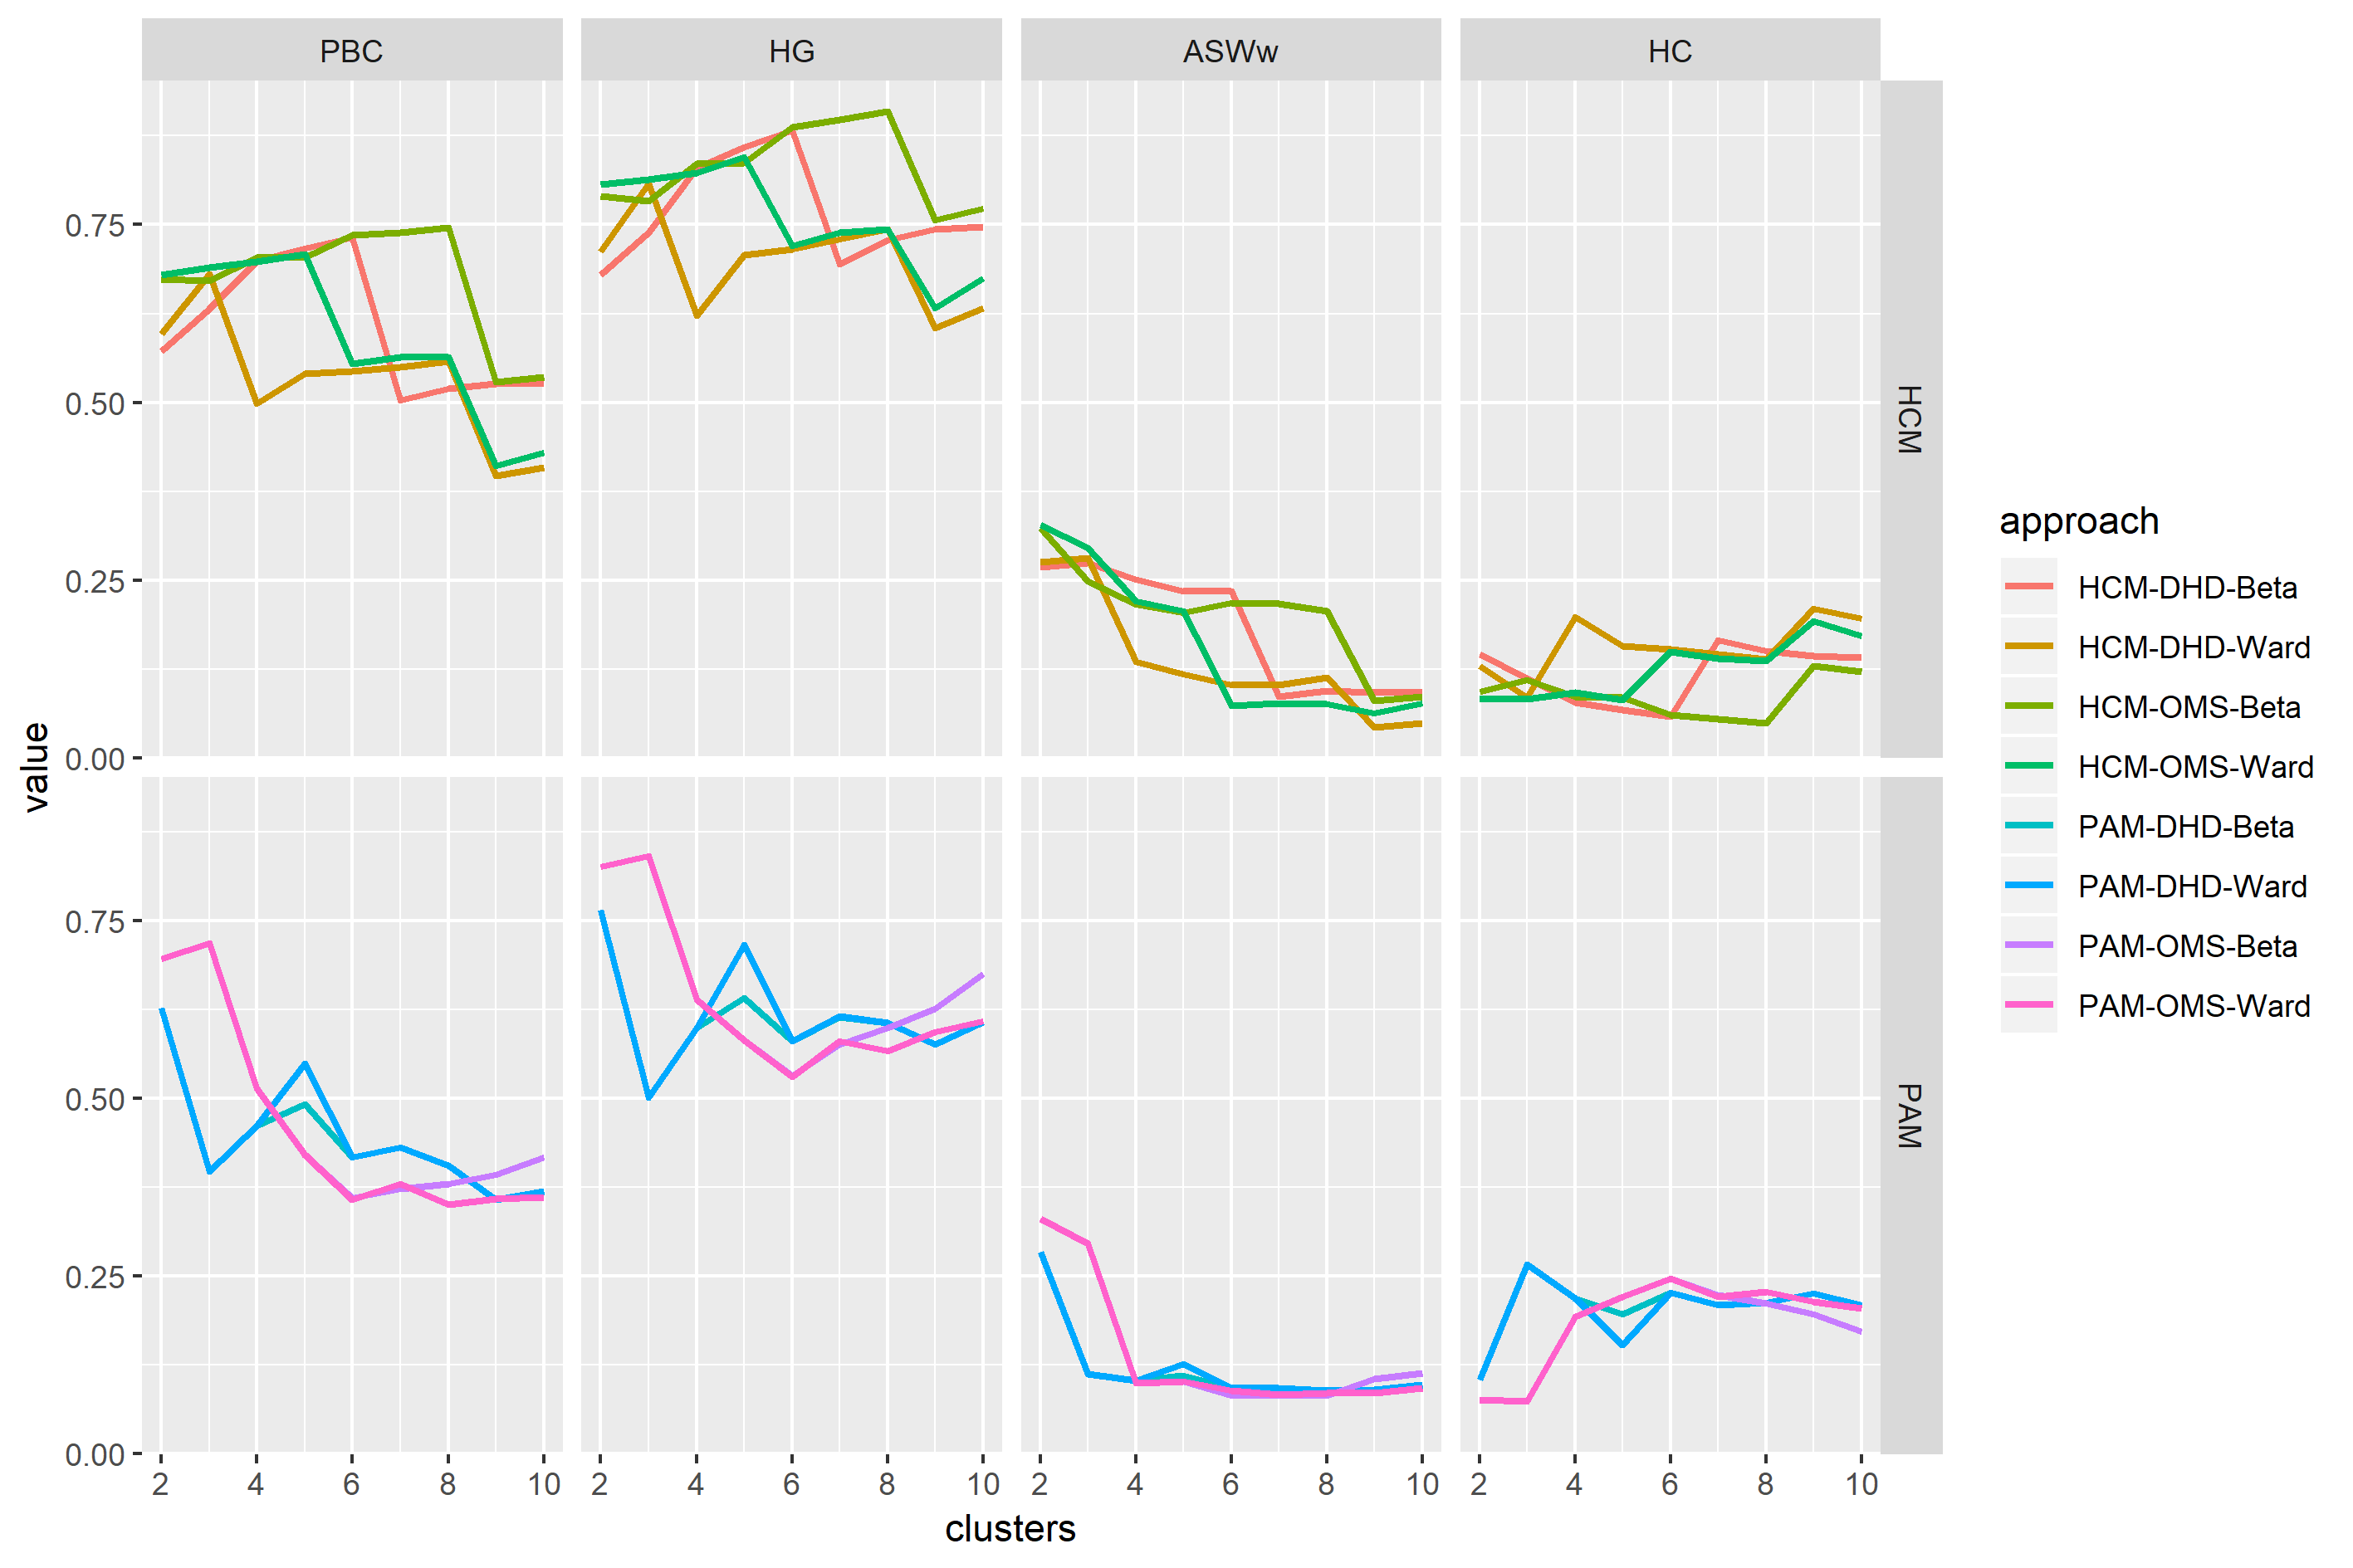 PBC HG ASWw HC
HCM
0.75
0.50
0.25
0.00
value
PAM
0.75
0.50
0.25
0.00
2 4 6 8 10 2 4 6 8 10 2 4 6 8 10 2 4 6 8 10
clusters
approach
HCM-DHD-Beta
HCM-DHD-Ward
HCM-OMS-Beta
HCM-OMS-Ward
PAM-DHD-Beta
PAM-DHD-Ward
PAM-OMS-Beta
PAM-OMS-Ward